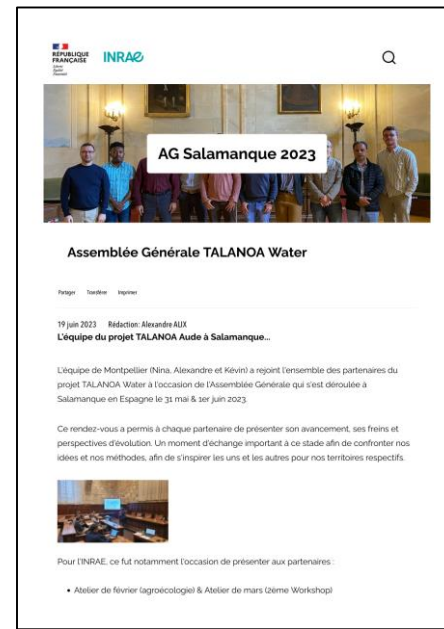 RÉPUBLIQUE
FRANÇAISE
INRAE
AG Salamanque 2023
Assemblée Générale TALANOA Water
Partager Transférer Imprimer
19 juin 2023 Rédaction: Alexandre ALIX
L'équipe du projet TALANOA Aude à Salamanque...
L'équipe de Montpellier (Nina, Alexandre et Kévin) a rejoint l'ensemble des partenaires du
projet TALANOA Water à l'occasion de l'Assemblée Générale qui s'est déroulée à
Salamanque en Espagne le 31 mai & 1er juin 2023.
Ce rendez-vous a permis à chaque partenaire de présenter son avancement, ses freins et
perspectives d'évolution. Un moment d'échange important à ce stade afin de confronter nos
idées et nos méthodes, afin de s'inspirer les uns et les autres pour nos territoires respectifs.
Pour l'INRAE, ce fut notamment l'occasion de présenter aux partenaires :
• Atelier de février (agroécologie) & Atelier de mars (2ème Workshop)